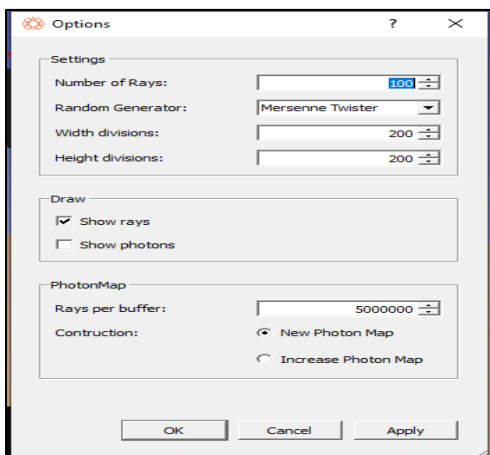 Options ?
Settings
Number of Rays: 100
Random Generator: Mersenne Twister
Width divisions: 200
Height divisions: 200
Draw
Show rays
Show photons
PhotonMap
Rays per buffer: 5000000
Contruction: New Photon Map
Increase Photon Map
OK Cancel Apply